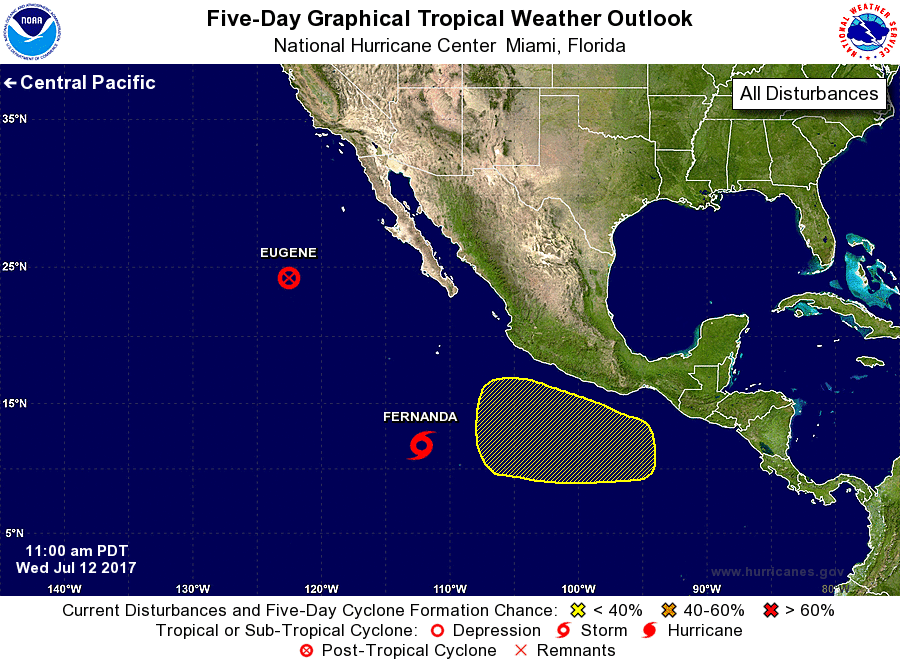 Five-Day Graphical Tropical Weather Outlook
National Hurricane Center Miami, Florida
NOAA
NATIONAL WEATHER SERVICE
←Central Pacific
All Disturbances
35°N
EUGENE
25°N
15°N
FERNANDA
5°N
11:00 am PDT
Wed Jul 12 2017
www.hurricanes.gov
140°W 130°W 120°W 110°W 100°W 90°W 80°W
Current Disturbances and Five-Day Cyclone Formation Chance: < 40% 40-60% > 60%
Tropical or Sub-Tropical Cyclone: Depression Storm Hurricane
Post-Tropical Cyclone Remnants